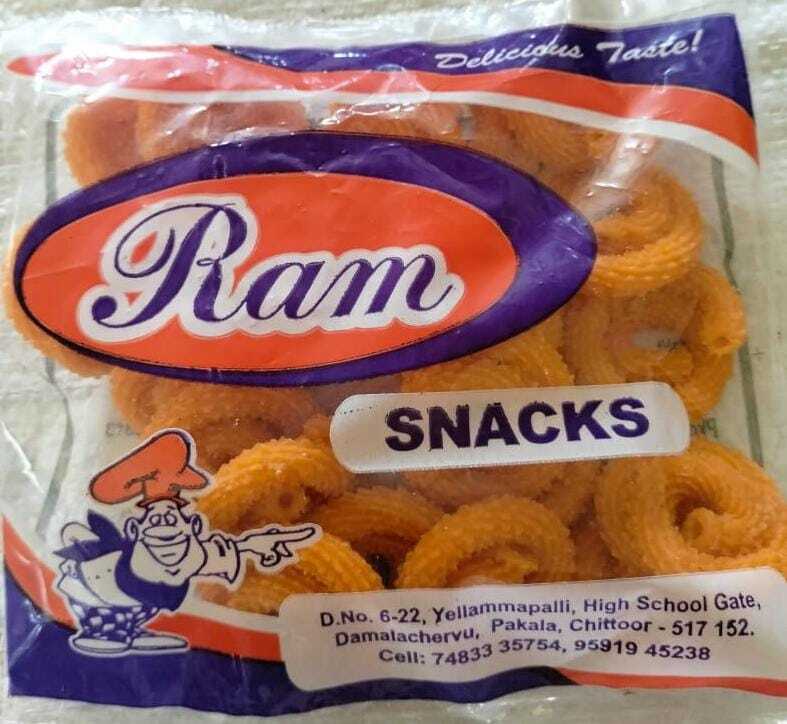 Delicious Taste!
Ram
SNACKS
D.No. 6-22, Yellammapalli, High School Gate,
Damalachervu, Pakala, Chittoor - 517 152.
Cell: 74833 35754, 95919 45238